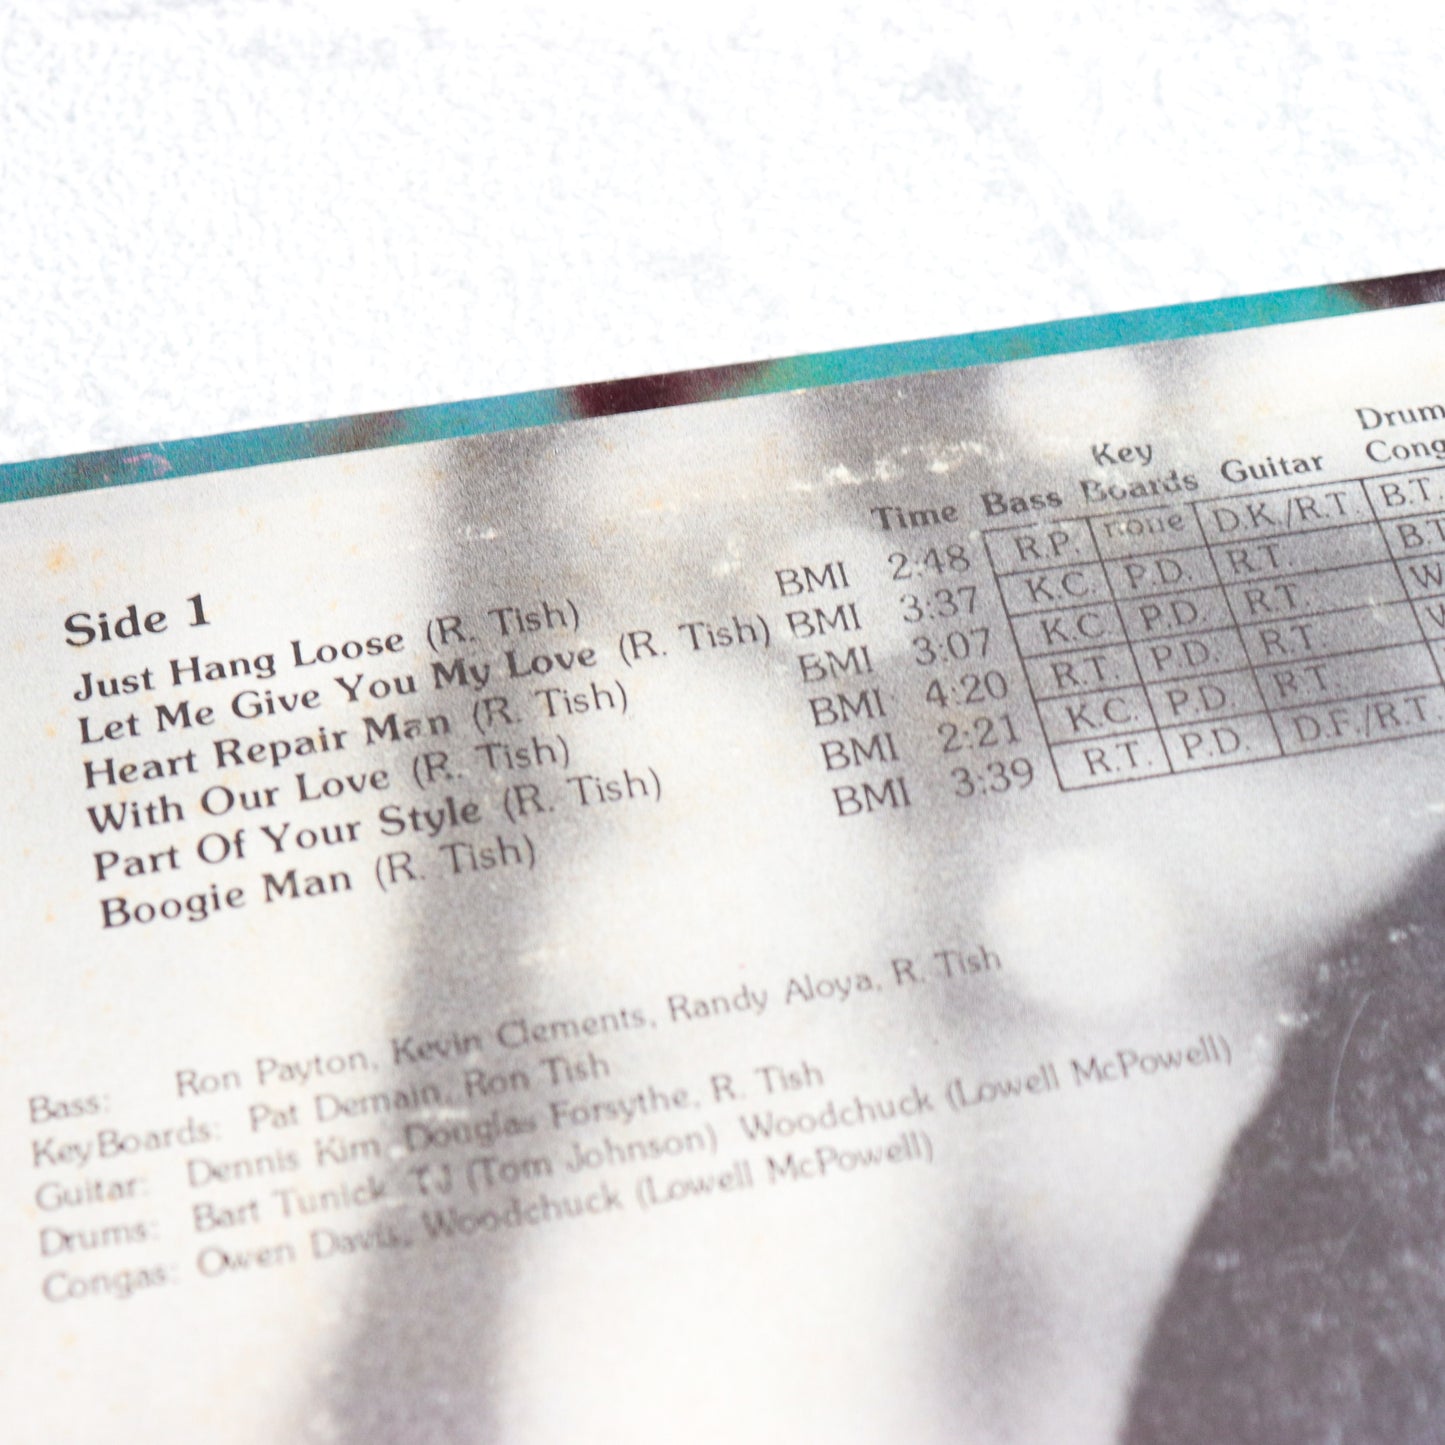 Side 1
Time Bass Key Boards Guitar Drum Cong
Just Hang Loose (R. Tish) BMI 2:48 R.P. none D.K./R.T. B.T.
Let Me Give You My Love (R. Tish) BMI 3:37 K.C. P.D. R.T. B.T
Heart Repair Man (R. Tish) BMI 3:07 K.C. P.D. R.T. W
With Our Love (R. Tish) BMI 4:20 R.T. P.D. R.T.
Part Of Your Style (R. Tish) BMI 2:21 K.C. P.D. R.T.
Boogie Man (R. Tish) BMI 3:39 R.T. P.D. D.F./R.T.
Bass: Ron Payton, Kevin Clements, Randy Aloya, R. Tish
KeyBoards: Pat Demain, Ron Tish
Guitar: Dennis Kim, Douglas Forsythe, R. Tish
Drums: Bart Tunick TJ (Tom Johnson) Woodchuck (Lowell McPowell)
Congas: Owen Davis, Woodchuck (Lowell McPowell)